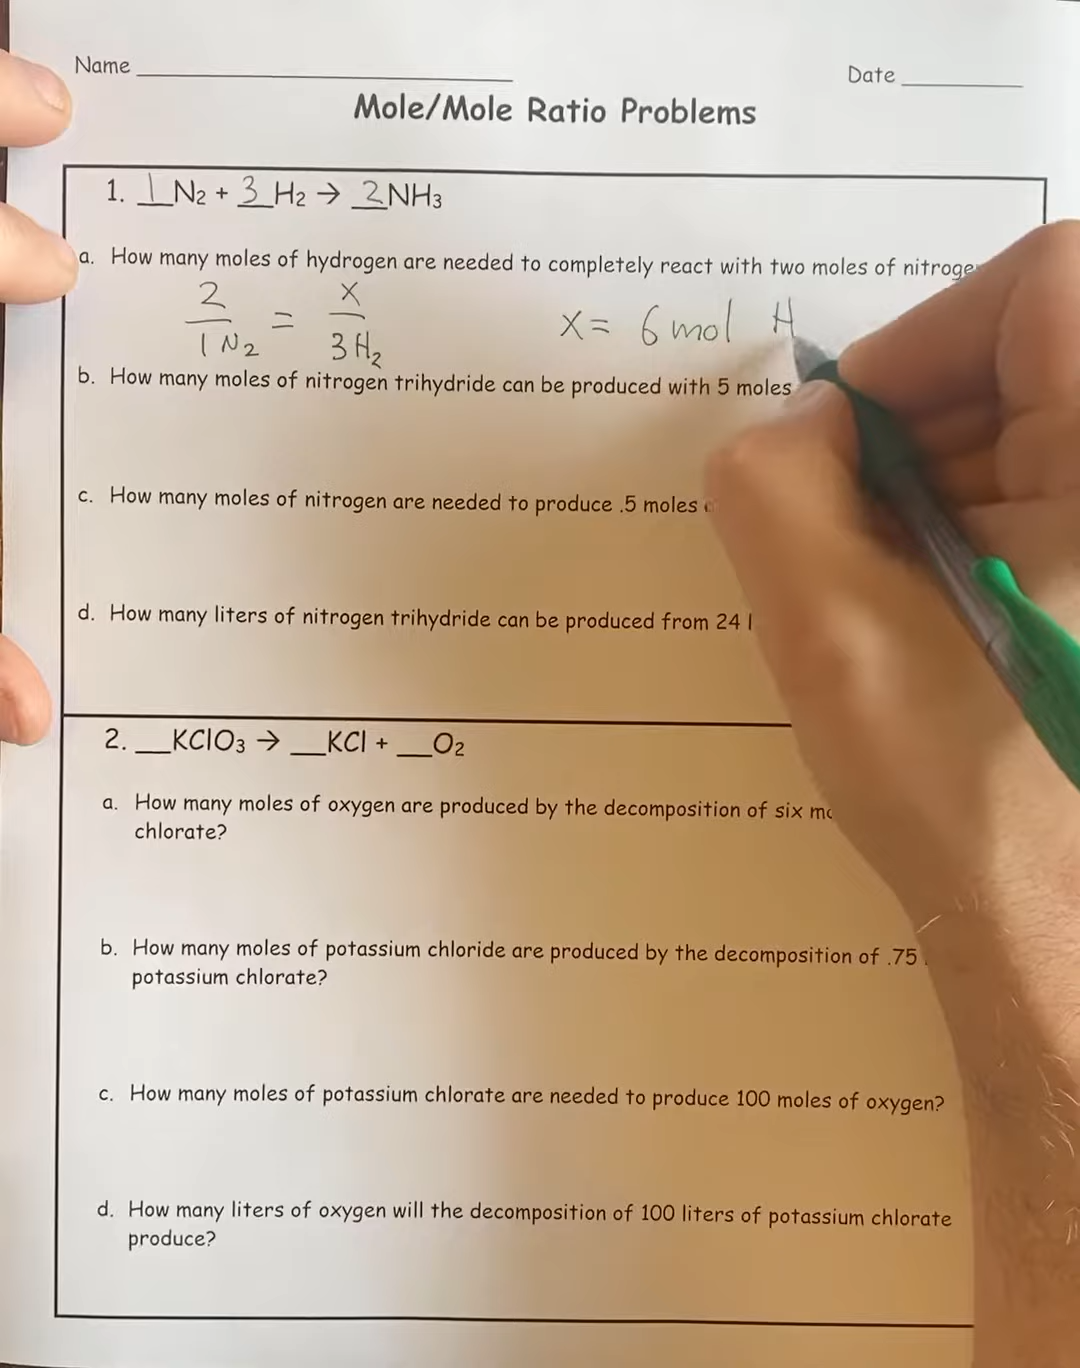 Name ____________ Date ________
Mole/Mole Ratio Problems
1. 1 N₂ + 3 H₂ → 2 NH₃
a. How many moles of hydrogen are needed to completely react with two moles of
2/1 N₂ = x/3 H₂ x = 6 mol H
b. How many moles of nitrogen trihydride can be produced with 5 moles
c. How many moles of nitrogen are needed to produce .5 moles
d. How many liters of nitrogen trihydride can be produced from 24
2. __KClO₃ → __KCl + __O₂
a. How many moles of oxygen are produced by the decomposition of six
chlorate?
b. How many moles of potassium chloride are produced by the decomposition of .75
potassium chlorate?
c. How many moles of potassium chlorate are needed to produce 100 moles of oxygen?
d. How many liters of oxygen will the decomposition of 100 liters of potassium chlorate
produce?